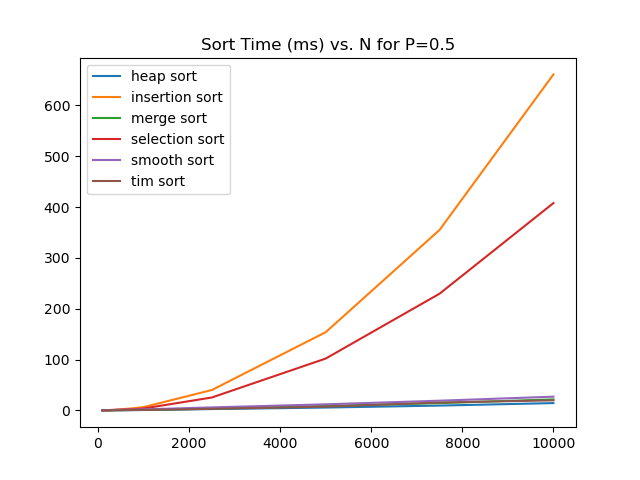 Sort Time (ms) vs. N for P=0.5
heap sort
insertion sort
merge sort
selection sort
smooth sort
tim sort
600
500
400
300
200
100
0
0 2000 4000 6000 8000 10000